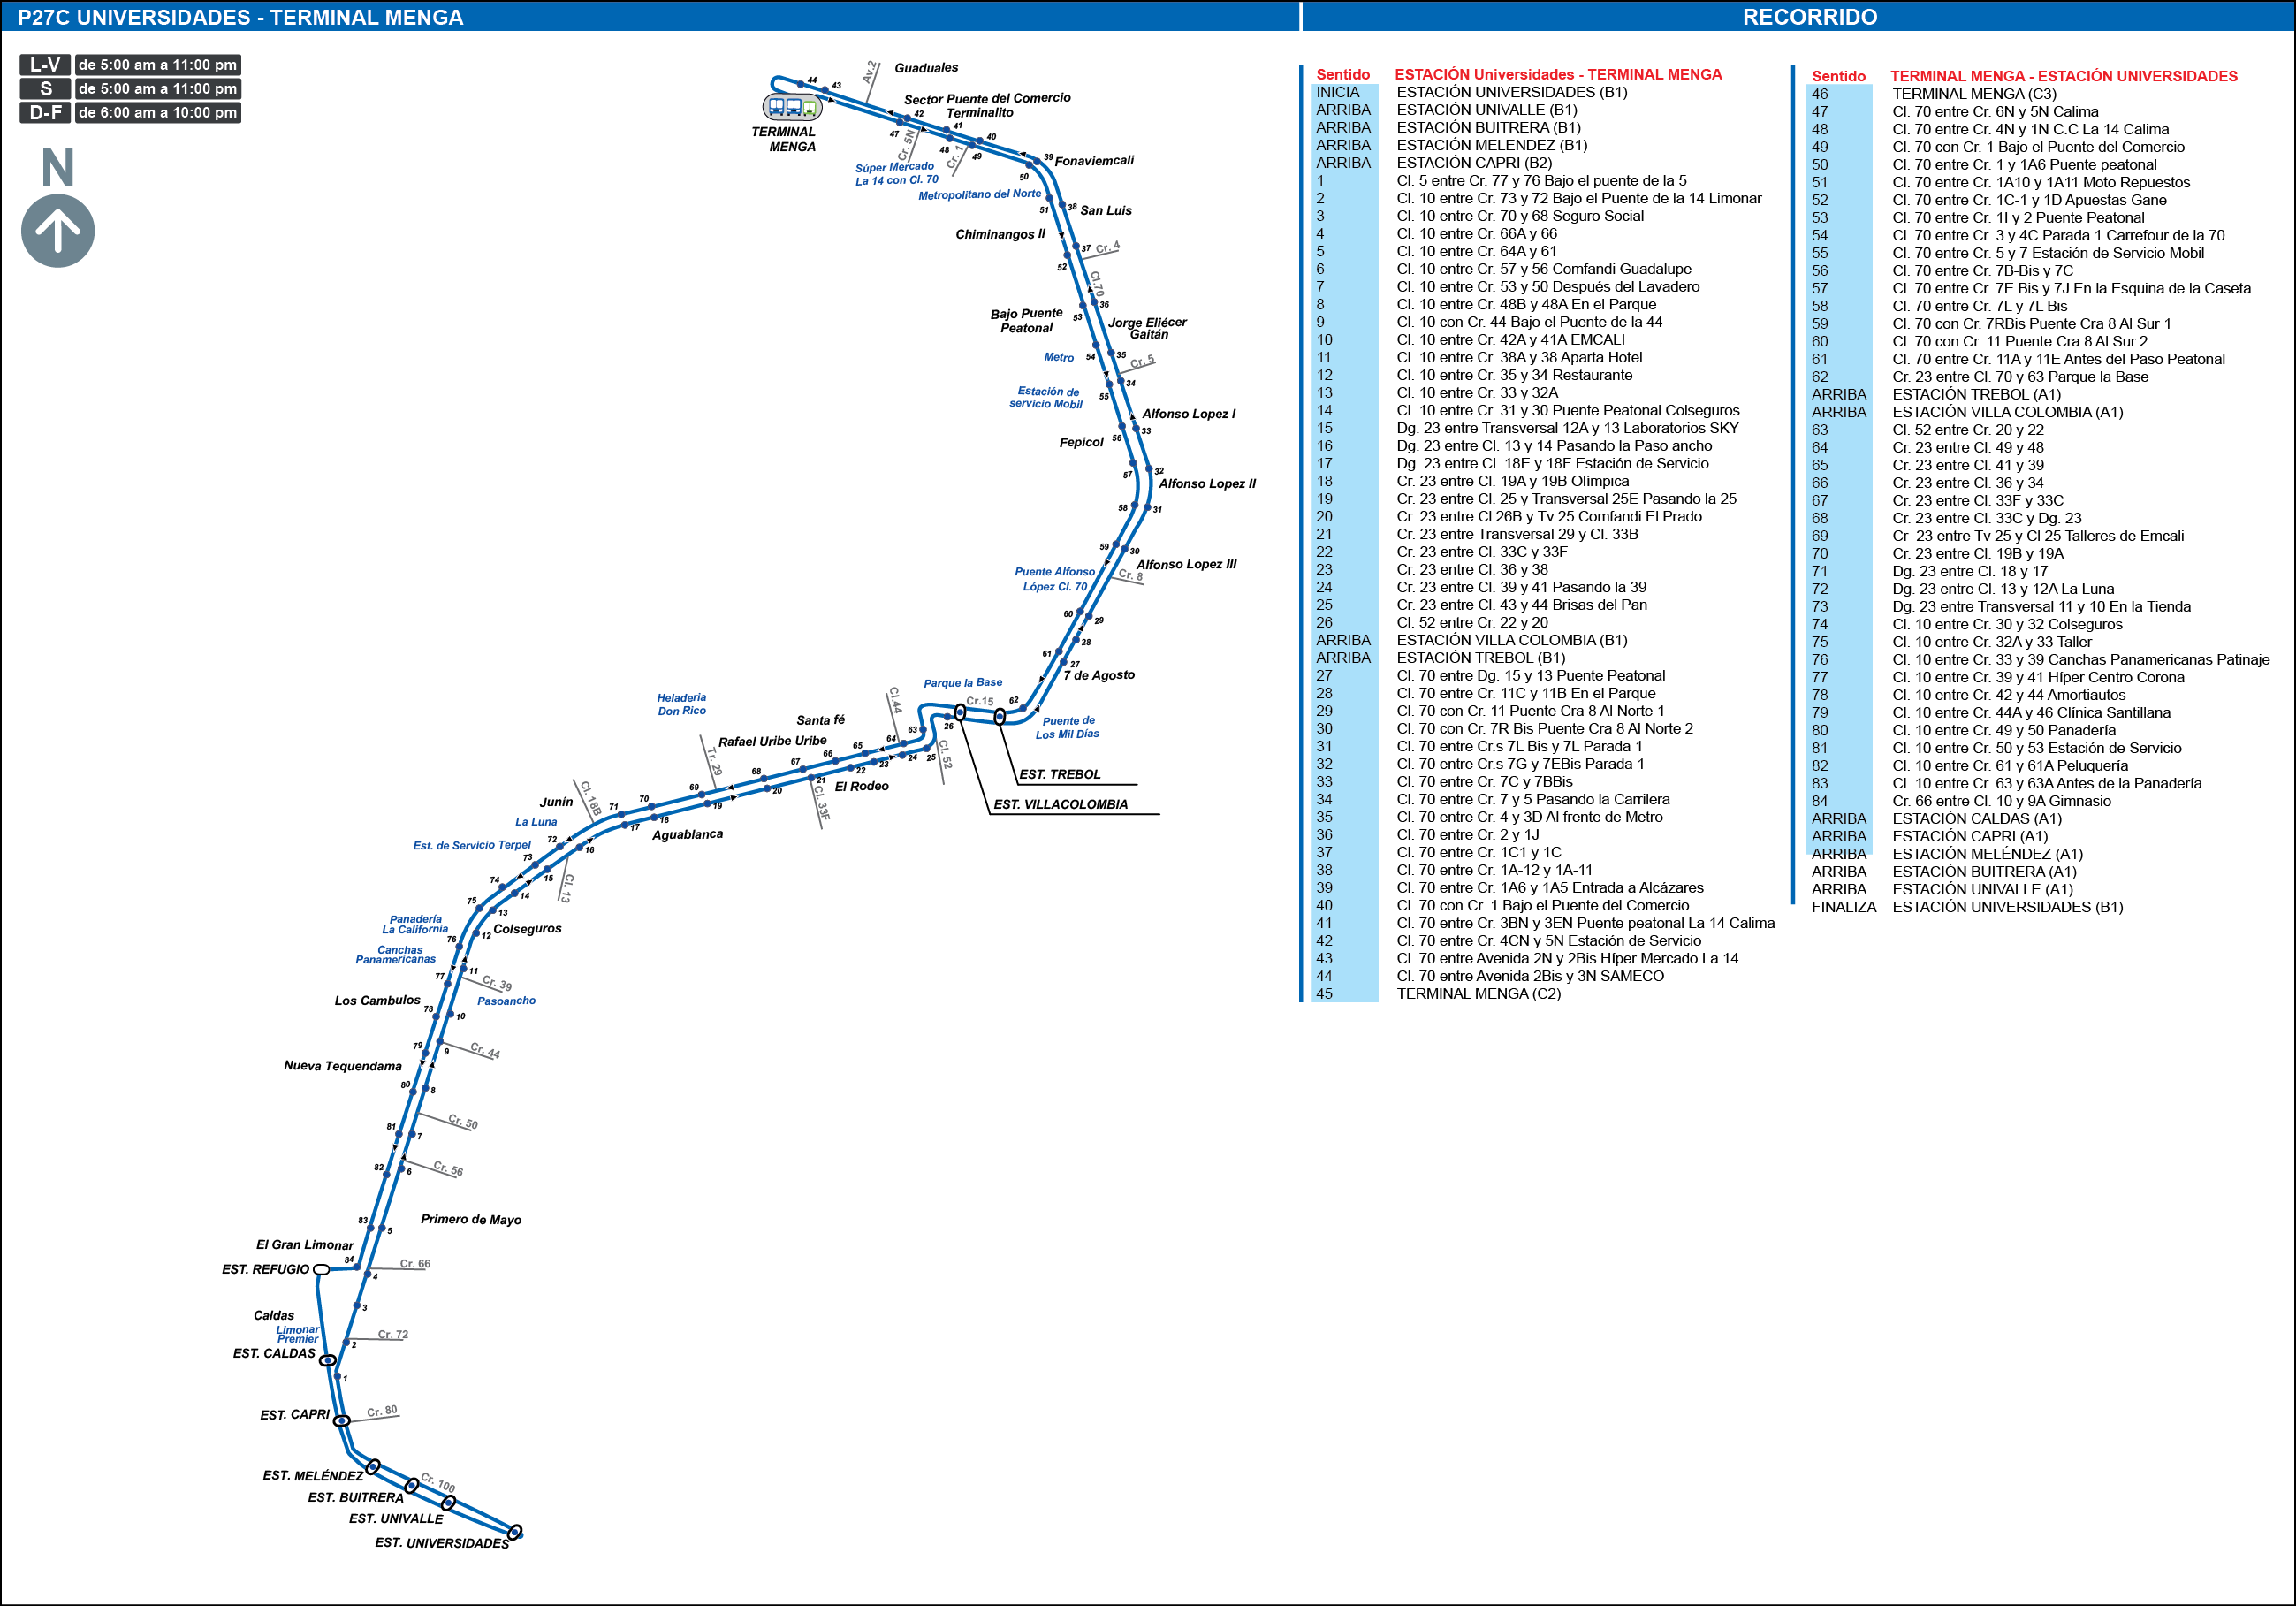 P27C UNIVERSIDADES - TERMINAL MENGA
RECORRIDO
L-V de 5:00 am a 11:00 pm
S de 5:00 am a 11:00 pm
D-F de 6:00 am a 10:00 pm
N
44
43
Av.2
Guaduales
TERMINAL
MENGA
Sector Puente del Comercio
Terminalito
42
41
40
47
Cr. 5N
48
Cr. 1
49
39
Fonaviemcali
50
Súper Mercado
La 14 con Cl. 70
Metropolitano del Norte
51
38
San Luis
Chiminangos II
37
Cr. 4
52
Cl.70
36
Bajo Puente
Peatonal
53
Jorge Eliécer
Gaitán
Metro
54
35
Cr. 5
34
Estación de
servicio Mobil
55
Alfonso Lopez I
33
Fepicol
56
32
57
Alfonso Lopez II
58
31
59
30
Alfonso Lopez III
Puente Alfonso
López Cl. 70
Cr. 8
60
29
28
61
27
7 de Agosto
Parque la Base
Cr.15
62
Puente de
Los Mil Días
Heladería
Don Rico
Cl.44
Santa fé
63
26
64
Rafael Uribe Uribe
65
66
25
24
23
22
Cl. 52
Tr. 29
67
68
21
El Rodeo
EST. TREBOL
EST. VILLACOLOMBIA
69
20
19
Cl. 33F
Cl. 18B
70
71
Junín
18
17
La Luna
Aguablanca
72
16
Est. de Servicio Terpel
73
15
Cl. 13
74
14
75
13
Panadería
La California
12
Colseguros
76
Canchas
Panamericanas
11
77
Cr. 39
Los Cambulos
78
Pasoancho
10
79
9
Cr. 44
Nueva Tequendama
80
8
Cr. 50
81
7
82
6
Cr. 56
83
5
Primero de Mayo
El Gran Limonar
84
EST. REFUGIO
4
Cr. 66
3
Caldas
Limonar
Premier
2
Cr. 72
EST. CALDAS
1
EST. CAPRI
Cr. 80
EST. MELÉNDEZ
Cr. 100
EST. BUITRERA
EST. UNIVALLE
EST. UNIVERSIDADES
Sentido ESTACIÓN Universidades - TERMINAL MENGA
INICIA ESTACIÓN UNIVERSIDADES (B1)
ARRIBA ESTACIÓN UNIVALLE (B1)
ARRIBA ESTACIÓN BUITRERA (B1)
ARRIBA ESTACIÓN MELENDEZ (B1)
ARRIBA ESTACIÓN CAPRI (B2)
1 Cl. 5 entre Cr. 77 y 76 Bajo el puente de la 5
2 Cl. 10 entre Cr. 73 y 72 Bajo el Puente de la 14 Limonar
3 Cl. 10 entre Cr. 70 y 68 Seguro Social
4 Cl. 10 entre Cr. 66A y 66
5 Cl. 10 entre Cr. 64A y 61
6 Cl. 10 entre Cr. 57 y 56 Comfandi Guadalupe
7 Cl. 10 entre Cr. 53 y 50 Después del Lavadero
8 Cl. 10 entre Cr. 48B y 48A En el Parque
9 Cl. 10 con Cr. 44 Bajo el Puente de la 44
10 Cl. 10 entre Cr. 42A y 41A EMCALI
11 Cl. 10 entre Cr. 38A y 38 Aparta Hotel
12 Cl. 10 entre Cr. 35 y 34 Restaurante
13 Cl. 10 entre Cr. 33 y 32A
14 Cl. 10 entre Cr. 31 y 30 Puente Peatonal Colseguros
15 Dg. 23 entre Transversal 12A y 13 Laboratorios SKY
16 Dg. 23 entre Cl. 13 y 14 Pasando la Paso ancho
17 Dg. 23 entre Cl. 18E y 18F Estación de Servicio
18 Cr. 23 entre Cl. 19A y 19B Olímpica
19 Cr. 23 entre Cl. 25 y Transversal 25E Pasando la 25
20 Cr. 23 entre Cl 26B y Tv 25 Comfandi El Prado
21 Cr. 23 entre Transversal 29 y Cl. 33B
22 Cr. 23 entre Cl. 33C y 33F
23 Cr. 23 entre Cl. 36 y 38
24 Cr. 23 entre Cl. 39 y 41 Pasando la 39
25 Cr. 23 entre Cl. 43 y 44 Brisas del Pan
26 Cl. 52 entre Cr. 22 y 20
ARRIBA ESTACIÓN VILLA COLOMBIA (B1)
ARRIBA ESTACIÓN TREBOL (B1)
27 Cl. 70 entre Dg. 15 y 13 Puente Peatonal
28 Cl. 70 entre Cr. 11C y 11B En el Parque
29 Cl. 70 con Cr. 11 Puente Cra 8 Al Norte 1
30 Cl. 70 con Cr. 7R Bis Puente Cra 8 Al Norte 2
31 Cl. 70 entre Cr.s 7L Bis y 7L Parada 1
32 Cl. 70 entre Cr.s 7G y 7EBis Parada 1
33 Cl. 70 entre Cr. 7C y 7BBis
34 Cl. 70 entre Cr. 7 y 5 Pasando la Carrilera
35 Cl. 70 entre Cr. 4 y 3D Al frente de Metro
36 Cl. 70 entre Cr. 2 y 1J
37 Cl. 70 entre Cr. 1C1 y 1C
38 Cl. 70 entre Cr. 1A-12 y 1A-11
39 Cl. 70 entre Cr. 1A6 y 1A5 Entrada a Alcázares
40 Cl. 70 con Cr. 1 Bajo el Puente del Comercio
41 Cl. 70 entre Cr. 3BN y 3EN Puente peatonal La 14 Calima
42 Cl. 70 entre Cr. 4CN y 5N Estación de Servicio
43 Cl. 70 entre Avenida 2N y 2Bis Híper Mercado La 14
44 Cl. 70 entre Avenida 2Bis y 3N SAMECO
45 TERMINAL MENGA (C2)
Sentido TERMINAL MENGA - ESTACIÓN UNIVERSIDADES
46 TERMINAL MENGA (C3)
47 Cl. 70 entre Cr. 6N y 5N Calima
48 Cl. 70 entre Cr. 4N y 1N C.C La 14 Calima
49 Cl. 70 con Cr. 1 Bajo el Puente del Comercio
50 Cl. 70 entre Cr. 1 y 1A6 Puente peatonal
51 Cl. 70 entre Cr. 1A10 y 1A11 Moto Repuestos
52 Cl. 70 entre Cr. 1C-1 y 1D Apuestas Gane
53 Cl. 70 entre Cr. 1I y 2 Puente Peatonal
54 Cl. 70 entre Cr. 3 y 4C Parada 1 Carrefour de la 70
55 Cl. 70 entre Cr. 5 y 7 Estación de Servicio Mobil
56 Cl. 70 entre Cr. 7B-Bis y 7C
57 Cl. 70 entre Cr. 7E Bis y 7J En la Esquina de la Caseta
58 Cl. 70 entre Cr. 7L y 7L Bis
59 Cl. 70 con Cr. 7RBis Puente Cra 8 Al Sur 1
60 Cl. 70 con Cr. 11 Puente Cra 8 Al Sur 2
61 Cl. 70 entre Cr. 11A y 11E Antes del Paso Peatonal
62 Cr. 23 entre Cl. 70 y 63 Parque la Base
ARRIBA ESTACIÓN TREBOL (A1)
ARRIBA ESTACIÓN VILLA COLOMBIA (A1)
63 Cl. 52 entre Cr. 20 y 22
64 Cr. 23 entre Cl. 49 y 48
65 Cr. 23 entre Cl. 41 y 39
66 Cr. 23 entre Cl. 36 y 34
67 Cr. 23 entre Cl. 33F y 33C
68 Cr. 23 entre Cl. 33C y Dg. 23
69 Cr 23 entre Tv 25 y Cl 25 Talleres de Emcali
70 Cr. 23 entre Cl. 19B y 19A
71 Dg. 23 entre Cl. 18 y 17
72 Dg. 23 entre Cl. 13 y 12A La Luna
73 Dg. 23 entre Transversal 11 y 10 En la Tienda
74 Cl. 10 entre Cr. 30 y 32 Colseguros
75 Cl. 10 entre Cr. 32A y 33 Taller
76 Cl. 10 entre Cr. 33 y 39 Canchas Panamericanas Patinaje
77 Cl. 10 entre Cr. 39 y 41 Híper Centro Corona
78 Cl. 10 entre Cr. 42 y 44 Amortiautos
79 Cl. 10 entre Cr. 44A y 46 Clínica Santillana
80 Cl. 10 entre Cr. 49 y 50 Panadería
81 Cl. 10 entre Cr. 50 y 53 Estación de Servicio
82 Cl. 10 entre Cr. 61 y 61A Peluquería
83 Cl. 10 entre Cr. 63 y 63A Antes de la Panadería
84 Cr. 66 entre Cl. 10 y 9A Gimnasio
ARRIBA ESTACIÓN CALDAS (A1)
ARRIBA ESTACIÓN CAPRI (A1)
ARRIBA ESTACIÓN MELÉNDEZ (A1)
ARRIBA ESTACIÓN BUITRERA (A1)
ARRIBA ESTACIÓN UNIVALLE (A1)
FINALIZA ESTACIÓN UNIVERSIDADES (B1)